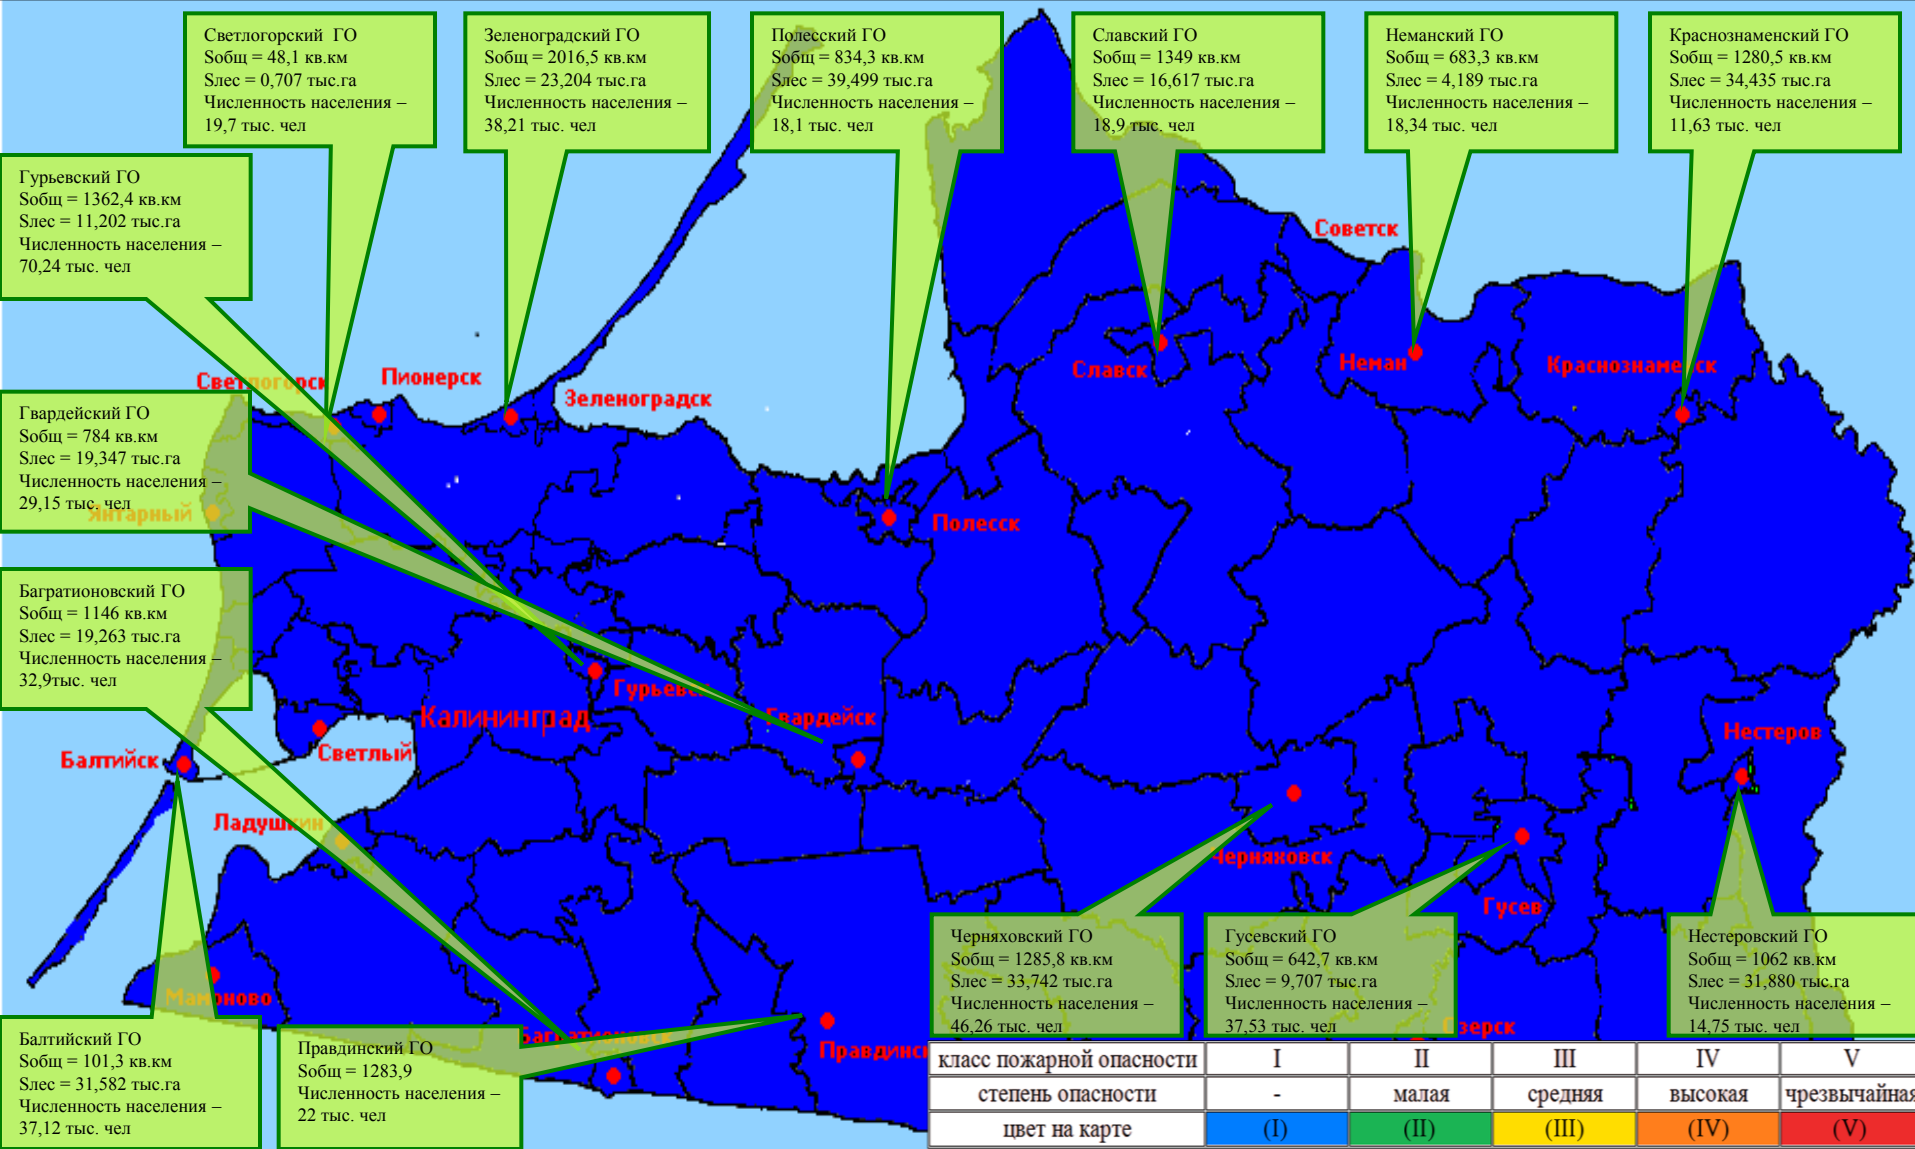 Светлогорский ГО
Sобщ = 48,1 кв.км
Sлес = 0,707 тыс.га
Численность населения –
19,7 тыс. чел
Зеленоградский ГО
Sобщ = 2016,5 кв.км
Sлес = 23,204 тыс.га
Численность населения –
38,21 тыс. чел
Полесский ГО
Sобщ = 834,3 кв.км
Sлес = 39,499 тыс.га
Численность населения –
18,1 тыс. чел
Славский ГО
Sобщ = 1349 кв.км
Sлес = 16,617 тыс.га
Численность населения –
18,9 тыс. чел
Неманский ГО
Sобщ = 683,3 кв.км
Sлес = 4,189 тыс.га
Численность населения –
18,34 тыс. чел
Краснознаменский ГО
Sобщ = 1280,5 кв.км
Sлес = 34,435 тыс.га
Численность населения –
11,63 тыс. чел
Гурьевский ГО
Sобщ = 1362,4 кв.км
Sлес = 11,202 тыс.га
Численность населения –
70,24 тыс. чел
Советск
Славск
Неман
Краснознаменск
Светлогорск
Пионерск
Зеленоградск
Гвардейский ГО
Sобщ = 784 кв.км
Sлес = 19,347 тыс.га
Численность населения –
29,15 тыс. чел
Янтарный
Полесск
Багратионовский ГО
Sобщ = 1146 кв.км
Sлес = 19,263 тыс.га
Численность населения –
32,9тыс. чел
Гурьевск
Калининград
Гвардейск
Нестеров
Балтийск
Светлый
Ладушкин
Черняховск
Гусев
Мамоново
Черняховский ГО
Sобщ = 1285,8 кв.км
Sлес = 33,742 тыс.га
Численность населения –
46,26 тыс. чел
Гусевский ГО
Sобщ = 642,7 кв.км
Sлес = 9,707 тыс.га
Численность населения –
37,53 тыс. чел
Нестеровский ГО
Sобщ = 1062 кв.км
Sлес = 31,880 тыс.га
Численность населения –
14,75 тыс. чел
Озерск
Балтийский ГО
Sобщ = 101,3 кв.км
Sлес = 31,582 тыс.га
Численность населения –
37,12 тыс. чел
Правдинский ГО
Sобщ = 1283,9
Численность населения –
22 тыс. чел
Багратионовск
Правдинс
класс пожарной опасности I II III IV V
степень опасности - малая средняя высокая чрезвычайная
цвет на карте (I) (II) (III) (IV) (V)